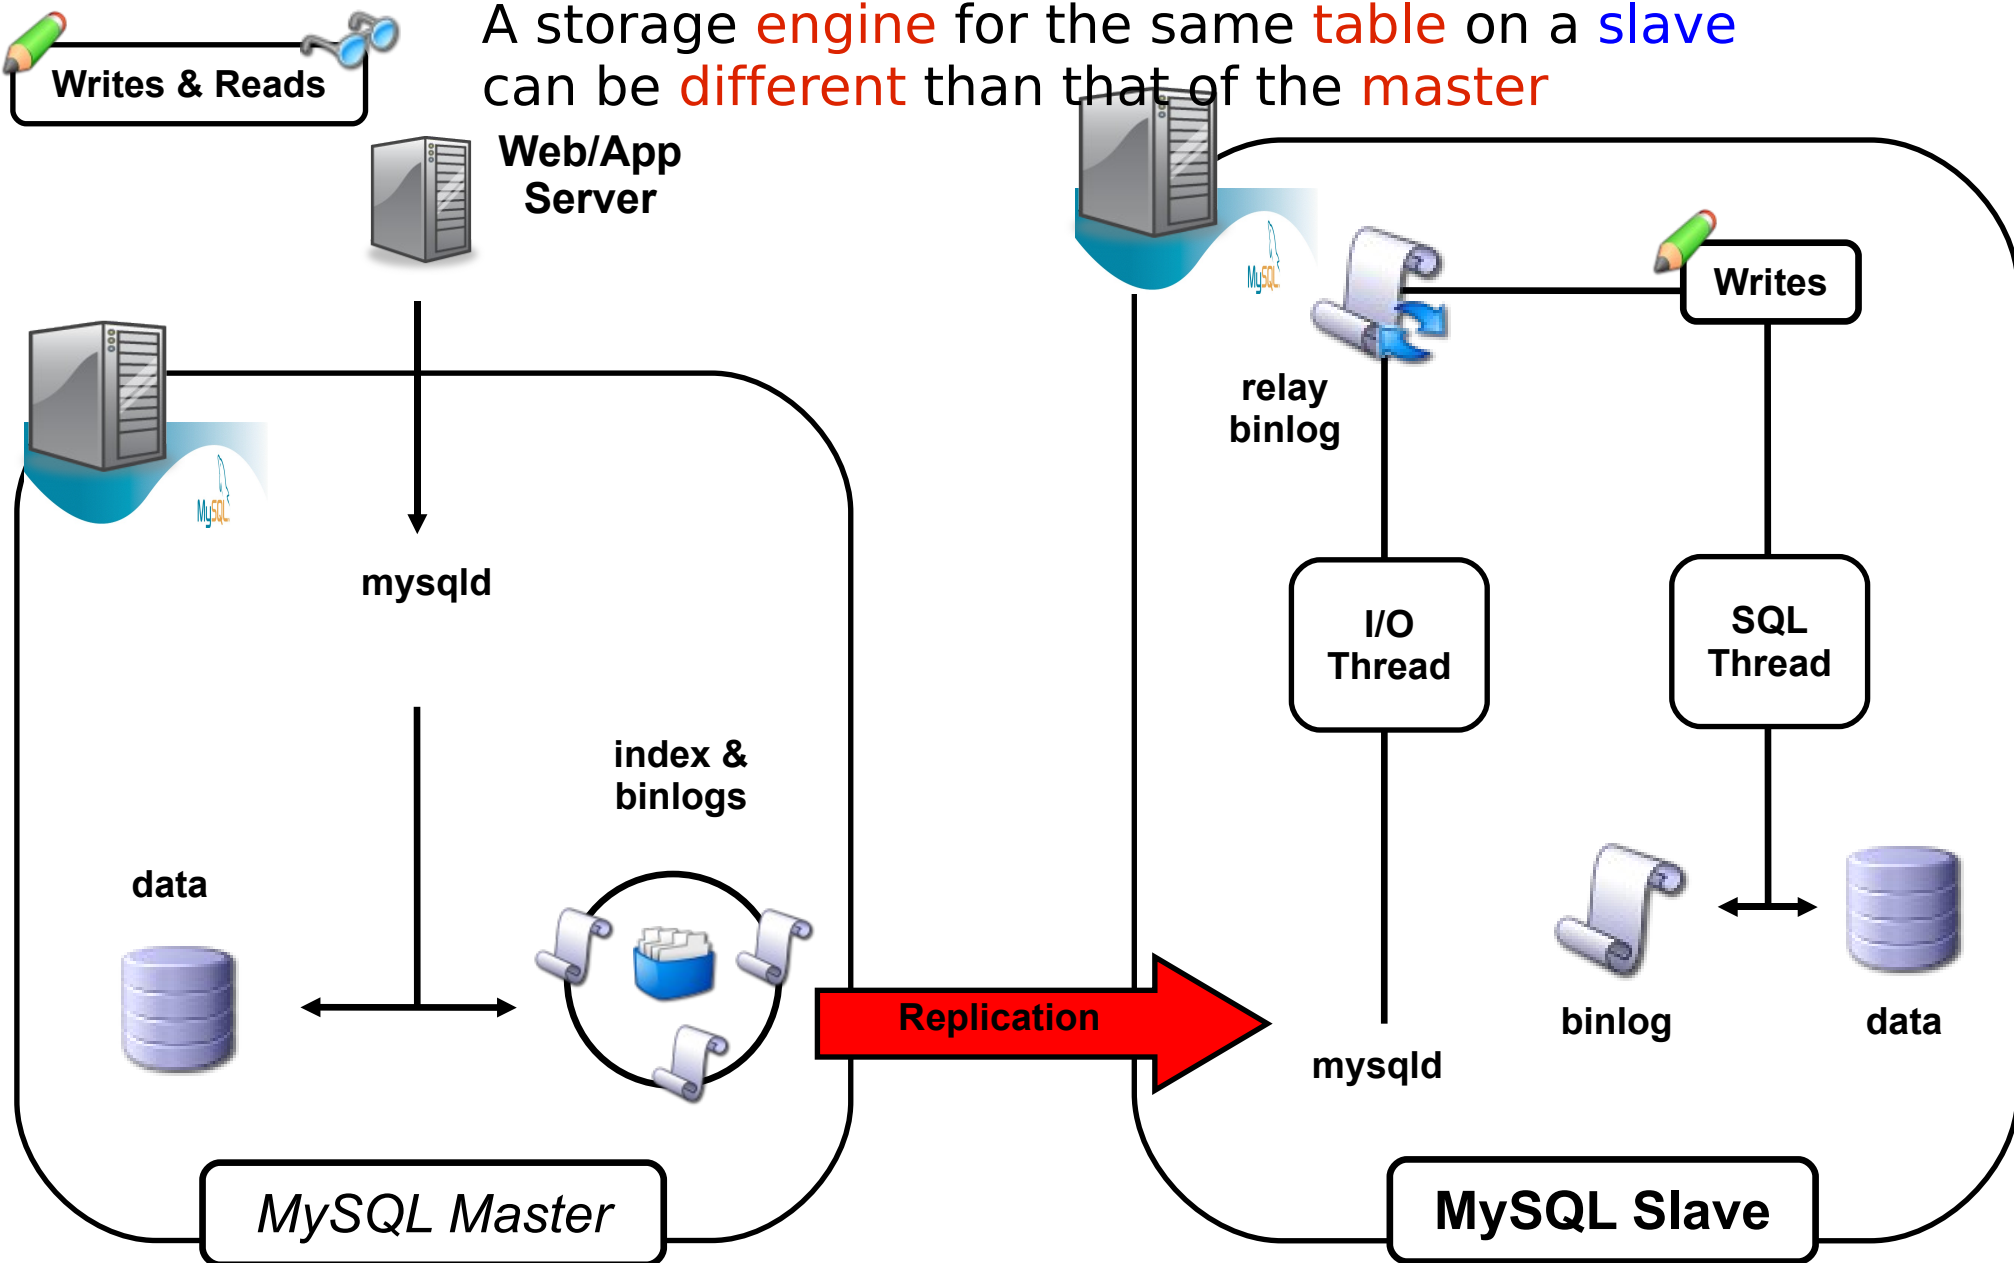 A storage engine for the same table on a slave
can be different than that of the master
Writes & Reads
Web/App
Server
MySQL
mysqld
index &
binlogs
data
MySQL Master
Replication
MySQL
relay
binlog
Writes
I/O
Thread
SQL
Thread
mysqld
binlog
data
MySQL Slave